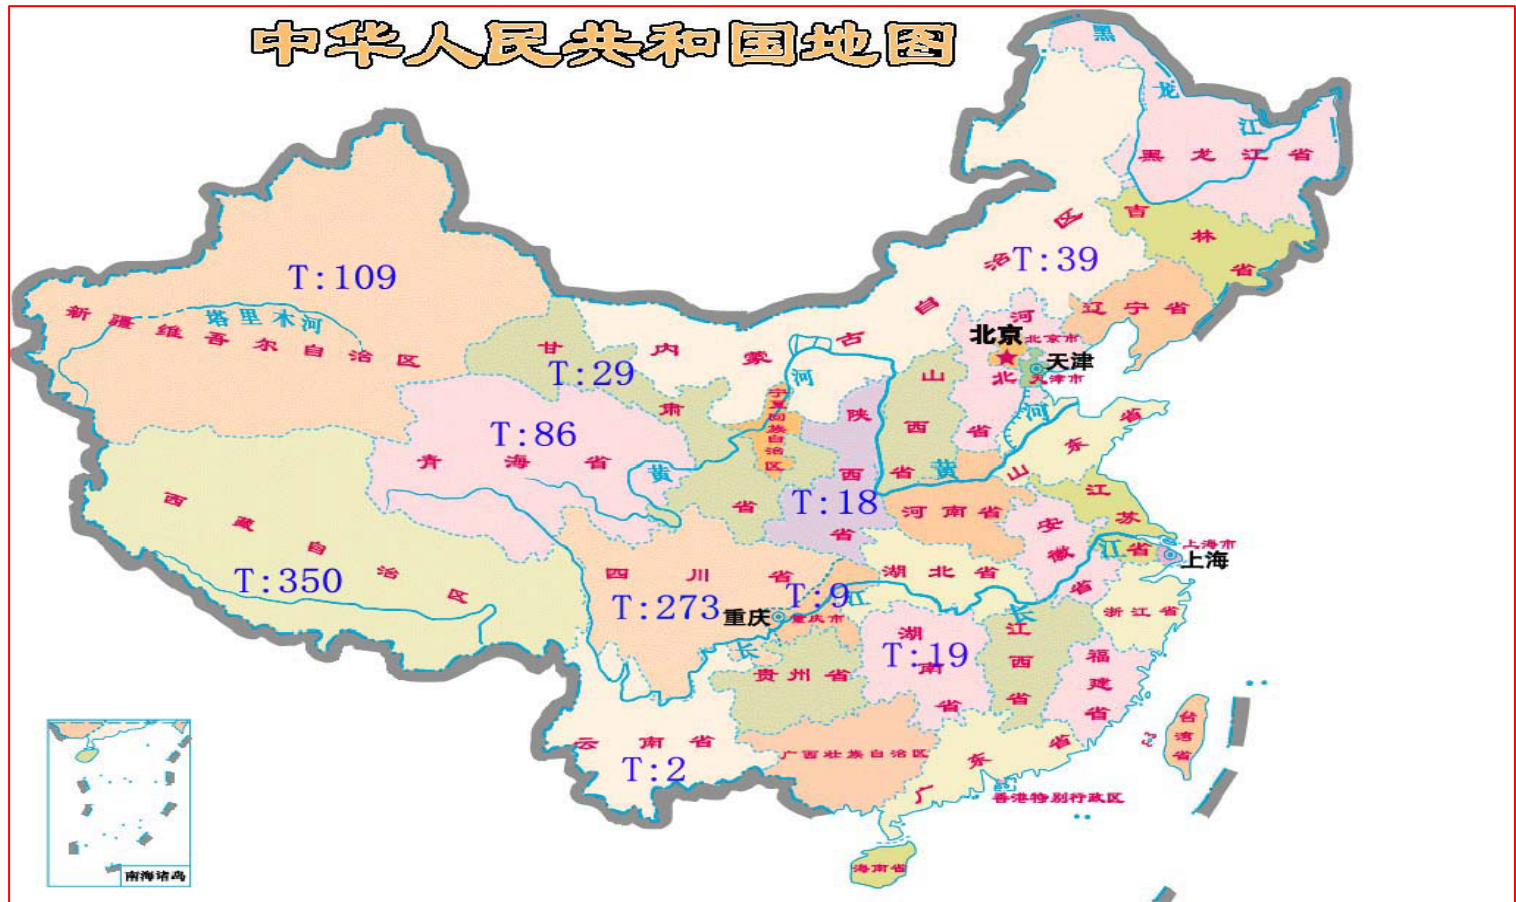 中华人民共和国地图
黑
龙
江
黑龙江省
吉
林
省
辽宁省
内蒙古自治区
T:39
T:109
塔里木河
新疆维吾尔自治区
甘
肃
省
T:29
T:86
青海省
宁夏回族自治区
河
黄
陕
西
省
T:18
山
西
省
河
北
省
北京
北京市
天津
天津市
河
黄
山东省
河南省
江
苏
省
安
徽
省
上海市
上海
江
西藏自治区
T:350
四川省
T:273
T:9
重庆
重庆市
江
长
湖北省
长
浙江省
湖
南
省
T:19
江
西
省
福
建
省
贵州省
云南省
T:2
广西壮族自治区
广东省
香港特别行政区
台
湾
省
海南省
南海诸岛